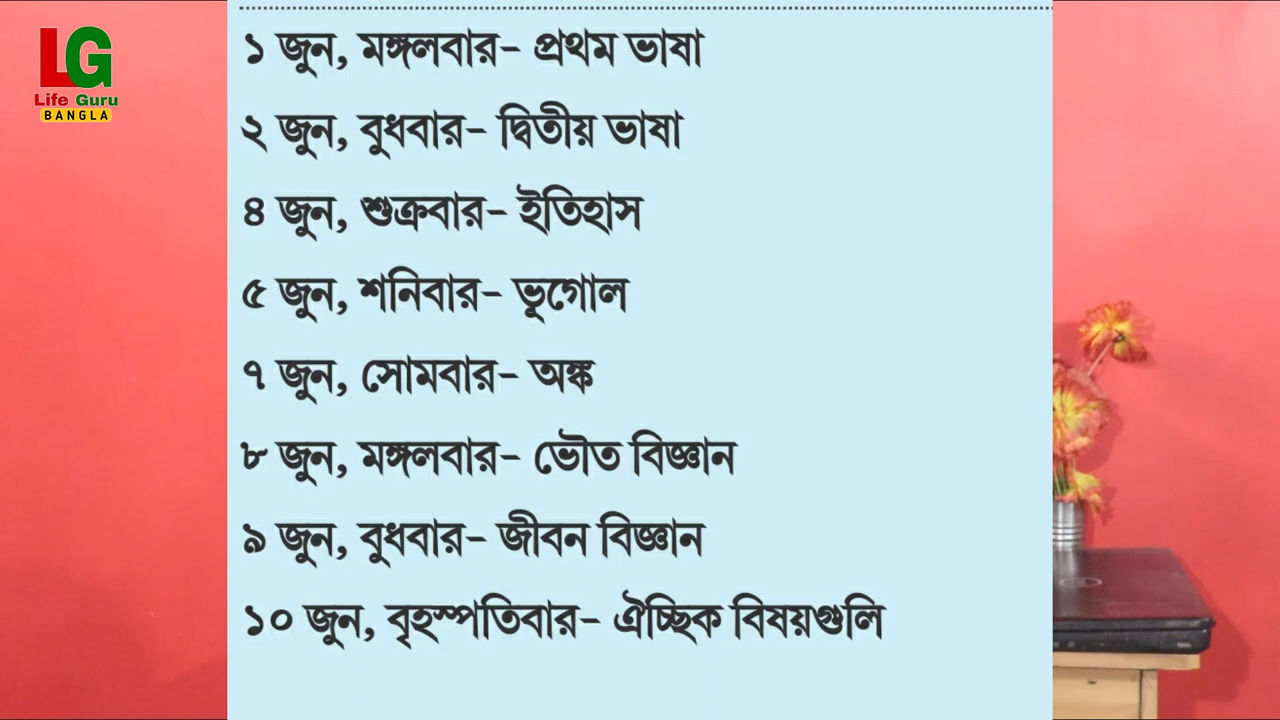 LG
Life Guru
BANGLA
১ জুন, মঙ্গলবার- প্রথম ভাষা
২ জুন, বুধবার- দ্বিতীয় ভাষা
৪ জুন, শুক্রবার- ইতিহাস
৫ জুন, শনিবার- ভূগোল
৭ জুন, সোমবার- অঙ্ক
৮ জুন, মঙ্গলবার- ভৌত বিজ্ঞান
৯ জুন, বুধবার- জীবন বিজ্ঞান
১০ জুন, বৃহস্পতিবার- ঐচ্ছিক বিষয়গুলি